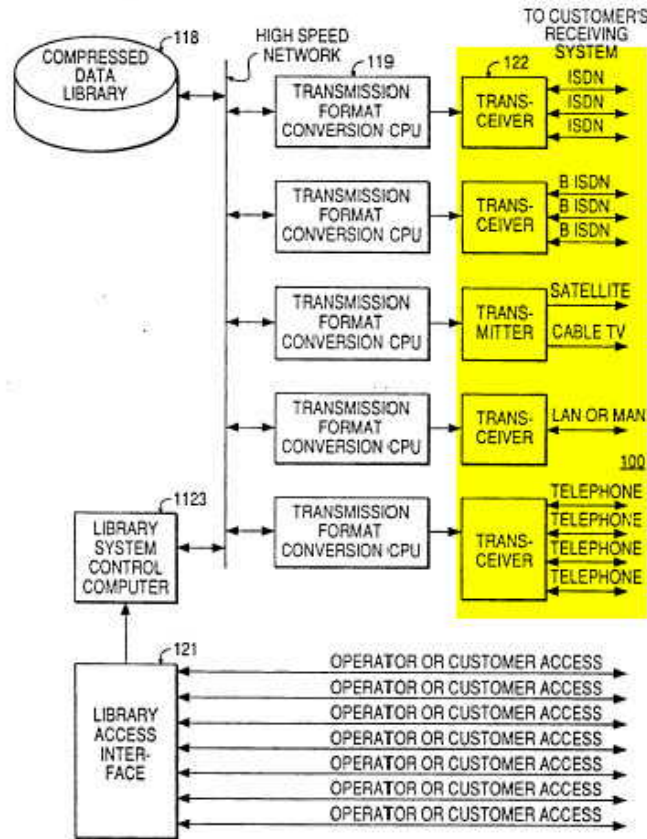 118
COMPRESSED
DATA
LIBRARY
HIGH SPEED
NETWORK
119
TRANSMISSION
FORMAT
CONVERSION CPU
122
TRANS-
CEIVER
TO CUSTOMER'S
RECEIVING
SYSTEM
ISDN
ISDN
ISDN
TRANSMISSION
FORMAT
CONVERSION CPU
TRANS-
CEIVER
B ISDN
B ISDN
B ISDN
TRANSMISSION
FORMAT
CONVERSION CPU
TRANS-
MITTER
SATELLITE
CABLE TV
TRANSMISSION
FORMAT
CONVERSION CPU
TRANS-
CEIVER
LAN OR MAN
100
1123
LIBRARY
SYSTEM
CONTROL
COMPUTER
TRANSMISSION
FORMAT
CONVERSION CPU
TRANS-
CEIVER
TELEPHONE
TELEPHONE
TELEPHONE
TELEPHONE
121
LIBRARY
ACCESS
INTER-
FACE
OPERATOR OR CUSTOMER ACCESS
OPERATOR OR CUSTOMER ACCESS
OPERATOR OR CUSTOMER ACCESS
OPERATOR OR CUSTOMER ACCESS
OPERATOR OR CUSTOMER ACCESS
OPERATOR OR CUSTOMER ACCESS
OPERATOR OR CUSTOMER ACCESS